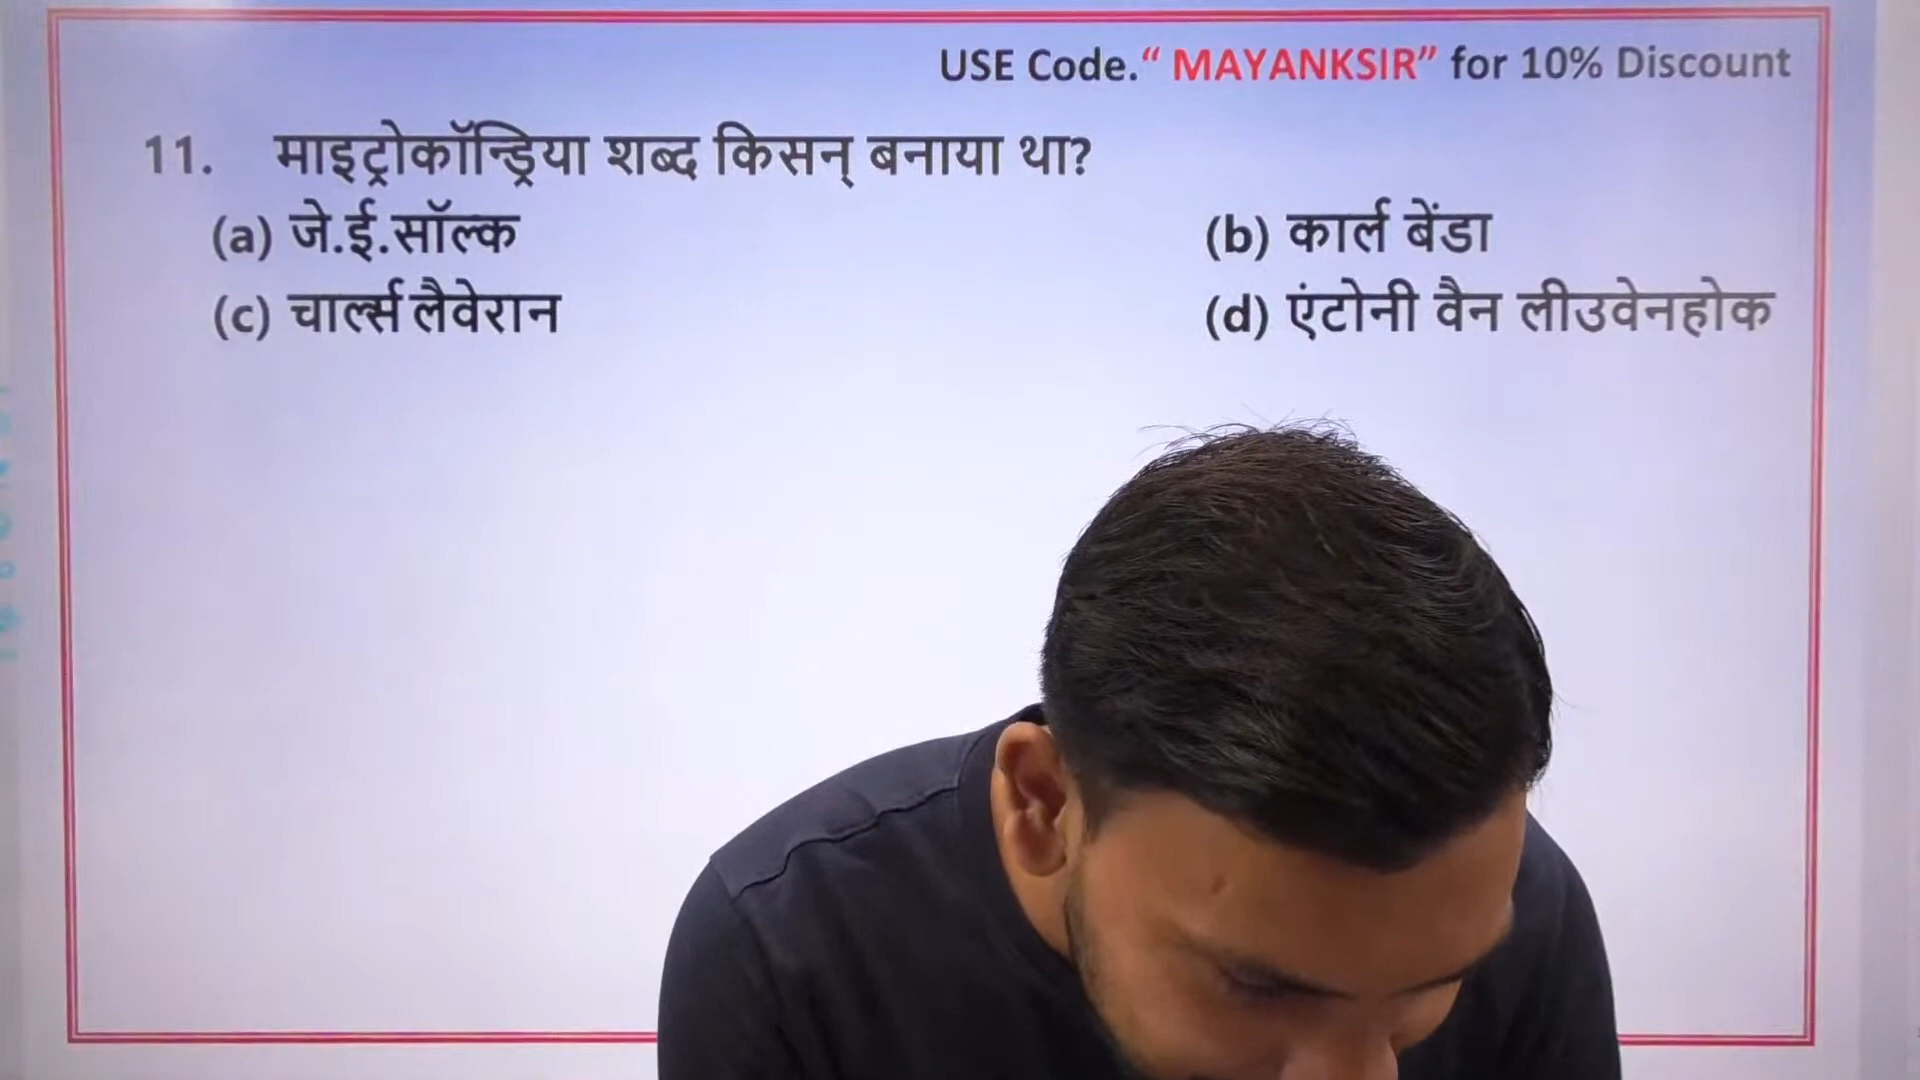 USE Code.“ MAYANKSIR” for 10% Discount
11. माइट्रोकॉन्ड्रिया शब्द किसन् बनाया था?
(a) जे.ई.सॉल्क (b) कार्ल बेंडा
(c) चार्ल्स लैवेरान (d) एंटोनी वैन लीउवेनहोक